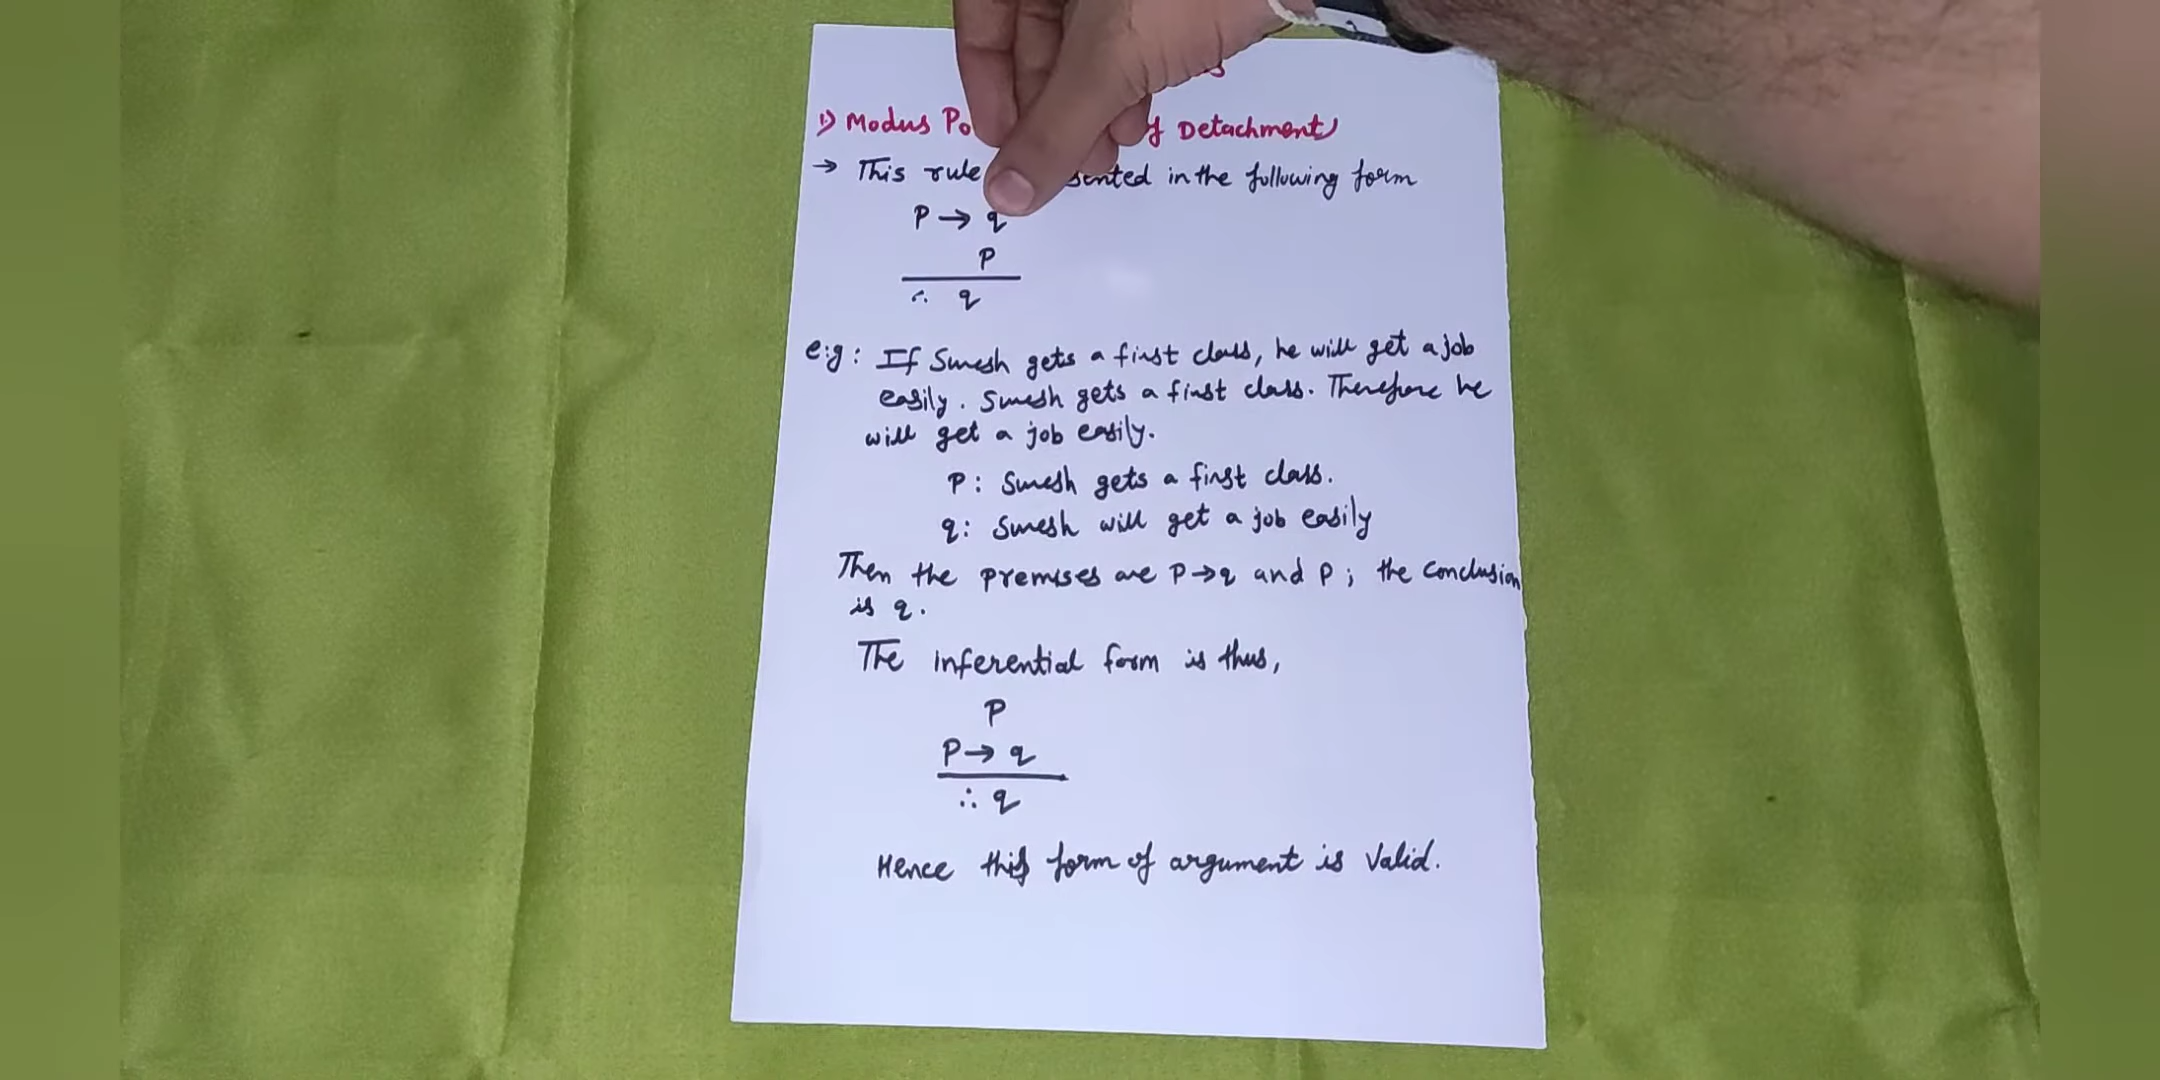 1) Modus Po of Detachment
→ This rule in the following form
P → q
P
∴ q
e:g : If Suresh gets a first class, he will get a job
easily. Suresh gets a first class. Therefore he
will get a job easily.
P : Suresh gets a first class.
q : Suresh will get a job easily
Then the premises are P→q and P ; the conclusion
is q.
The inferential form is thus,
P
P → q
∴ q
Hence this form of argument is Valid.